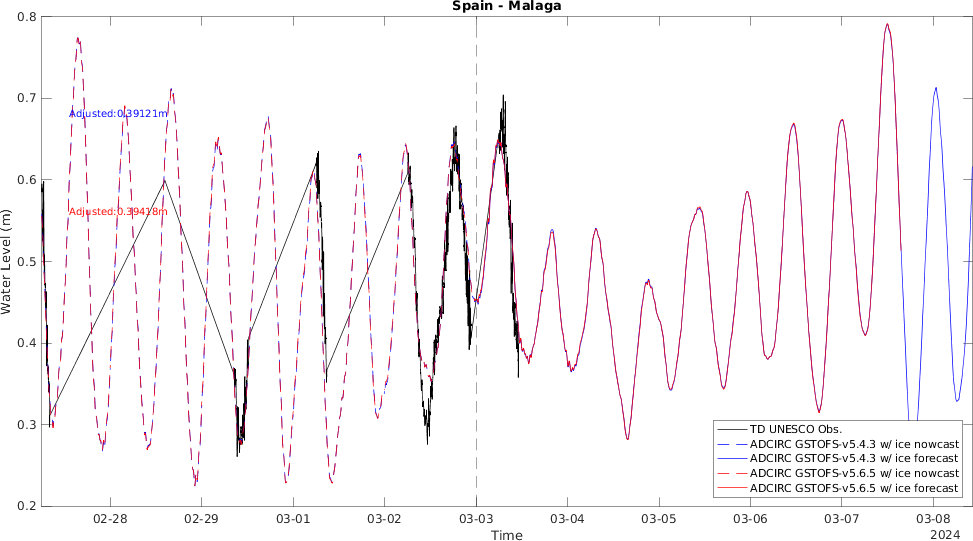 Spain - Malaga
0.8
0.7
0.6
0.5
0.4
0.3
0.2
Water Level (m)
Adjusted:0.39121m
Adjusted:0.39418m
TD UNESCO Obs.
ADCIRC GSTOFS-v5.4.3 w/ ice nowcast
ADCIRC GSTOFS-v5.4.3 w/ ice forecast
ADCIRC GSTOFS-v5.6.5 w/ ice nowcast
ADCIRC GSTOFS-v5.6.5 w/ ice forecast
02-28 02-29 03-01 03-02 03-03 03-04 03-05 03-06 03-07 03-08
Time
2024